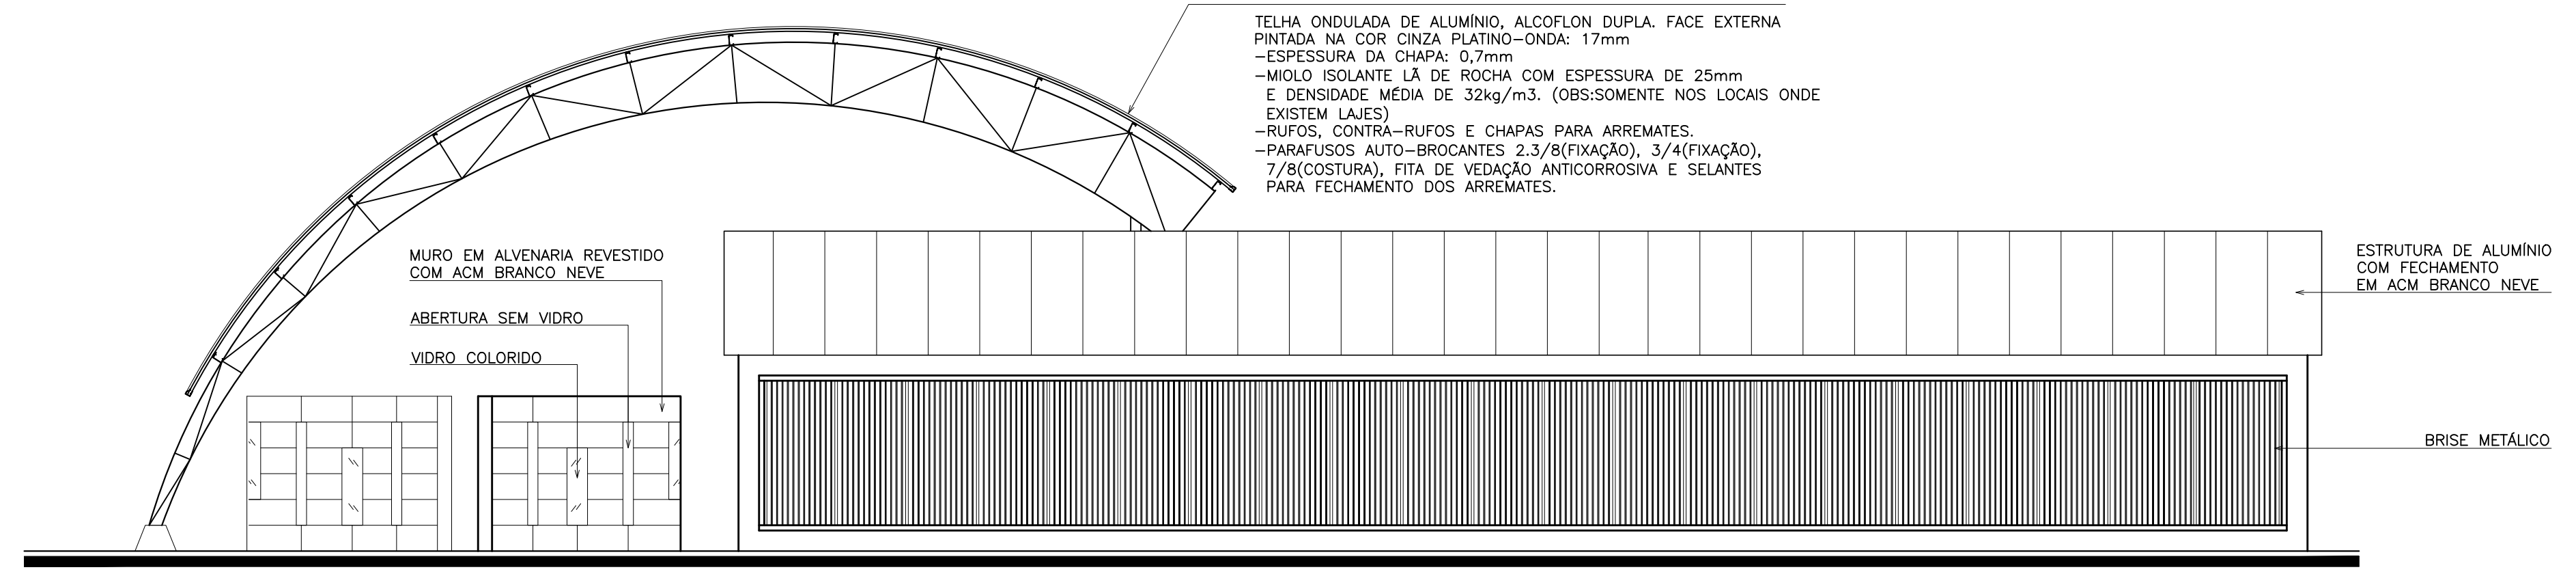 TELHA ONDULADA DE ALUMÍNIO, ALCOFLON DUPLA. FACE EXTERNA
PINTADA NA COR CINZA PLATINO-ONDA: 17mm
-ESPESSURA DA CHAPA: 0,7mm
-MIOLO ISOLANTE LÃ DE ROCHA COM ESPESSURA DE 25mm
E DENSIDADE MÉDIA DE 32kg/m3. (OBS:SOMENTE NOS LOCAIS ONDE
EXISTEM LAJES)
-RUFOS, CONTRA-RUFOS E CHAPAS PARA ARREMATES.
-PARAFUSOS AUTO-BROCANTES 2.3/8(FIXAÇÃO), 3/4(FIXAÇÃO),
7/8(COSTURA), FITA DE VEDAÇÃO ANTICORROSIVA E SELANTES
PARA FECHAMENTO DOS ARREMATES.
MURO EM ALVENARIA REVESTIDO
COM ACM BRANCO NEVE
ABERTURA SEM VIDRO
VIDRO COLORIDO
ESTRUTURA DE ALUMÍNIO
COM FECHAMENTO
EM ACM BRANCO NEVE
BRISE METÁLICO